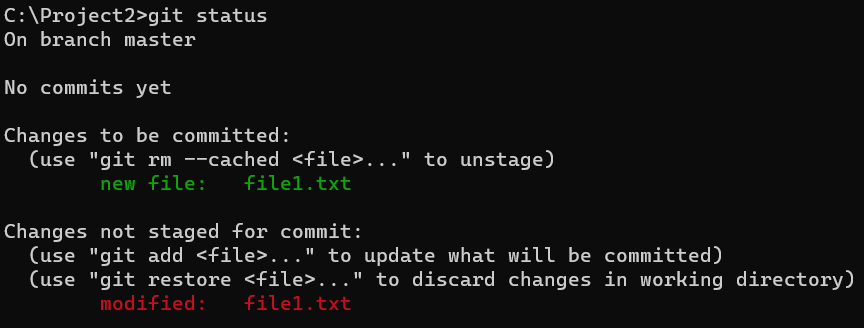 C:\Project2>git status
On branch master
No commits yet
Changes to be committed:
  (use "git rm --cached <file>..." to unstage)
        new file:   file1.txt
Changes not staged for commit:
  (use "git add <file>..." to update what will be committed)
  (use "git restore <file>..." to discard changes in working directory)
        modified:   file1.txt